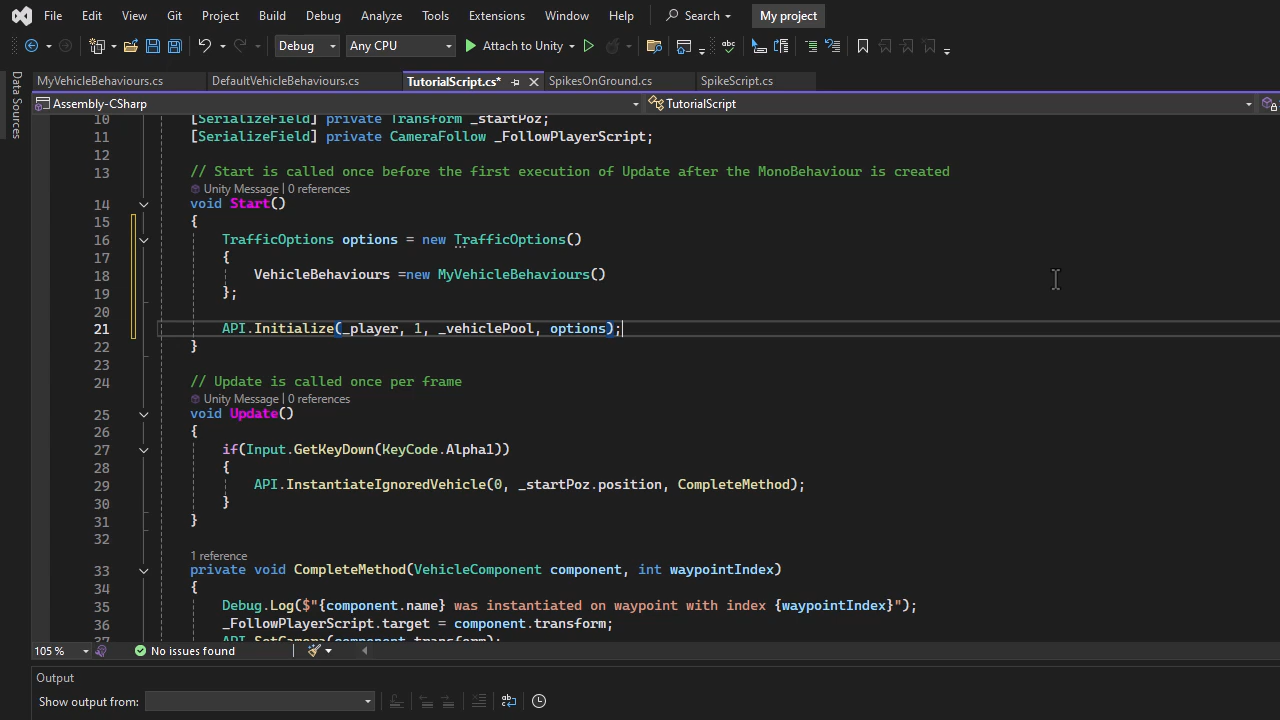 File Edit View Git Project Build Debug Analyze Tools Extensions Window Help Search My project
Debug Any CPU Attach to Unity
MyVehicleBehaviours.cs DefaultVehicleBehaviours.cs TutorialScript.cs* SpikesOnGround.cs SpikeScript.cs
Data Sources
Assembly-CSharp TutorialScript
10 [SerializeField] private Transform _startPoz;
11 [SerializeField] private CameraFollow _FollowPlayerScript;
12
13 // Start is called once before the first execution of Update after the MonoBehaviour is created
Unity Message | 0 references
14 void Start()
15 {
16 TrafficOptions options = new TrafficOptions()
17 {
18 VehicleBehaviours =new MyVehicleBehaviours()
19 };
20
21 API.Initialize(_player, 1, _vehiclePool, options);
22 }
23
24 // Update is called once per frame
Unity Message | 0 references
25 void Update()
26 {
27 if(Input.GetKeyDown(KeyCode.Alpha1))
28 {
29 API.InstantiateIgnoredVehicle(0, _startPoz.position, CompleteMethod);
30 }
31 }
32
1 reference
33 private void CompleteMethod(VehicleComponent component, int waypointIndex)
34 {
35 Debug.Log($"{component.name} was instantiated on waypoint with index {waypointIndex}");
36 _FollowPlayerScript.target = component.transform;
37 API.SetCamera(component.transform);
105 % No issues found
Output
Show output from: